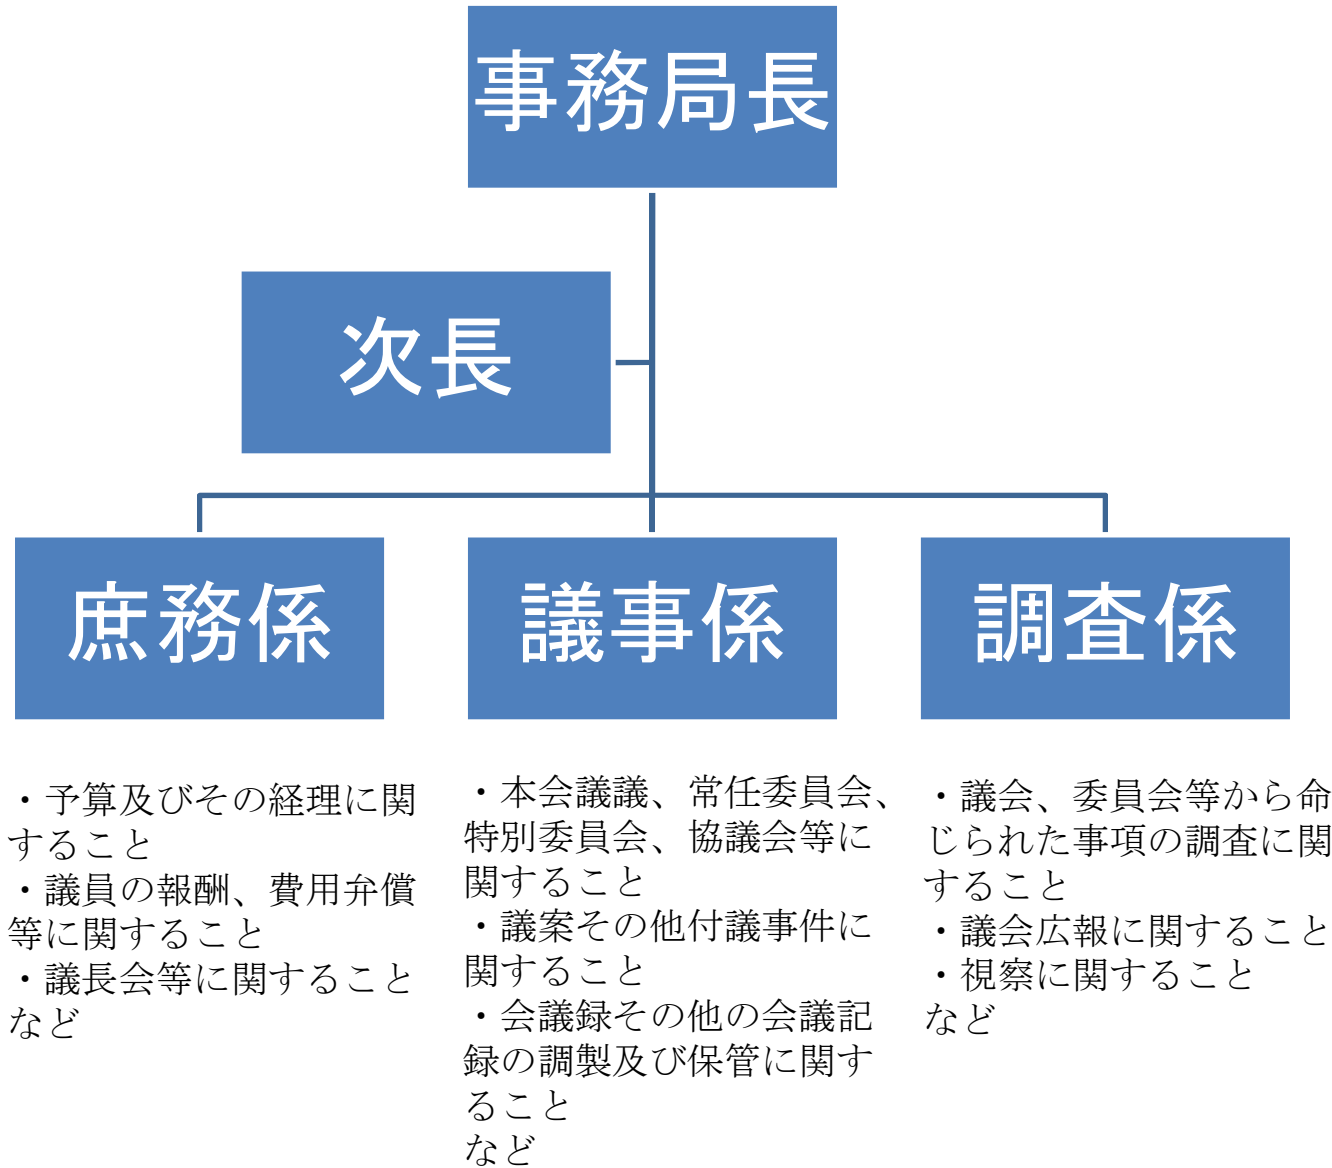 事務局長
次長
庶務係
議事係
調査係
・予算及びその経理に関
すること
・議員の報酬、費用弁償
等に関すること
・議長会等に関すること
など
・本会議議、常任委員会、
特別委員会、協議会等に
関すること
・議案その他付議事件に
関すること
・会議録その他の会議記
録の調製及び保管に関す
ること
など
・議会、委員会等から命
じられた事項の調査に関
すること
・議会広報に関すること
・視察に関すること
など